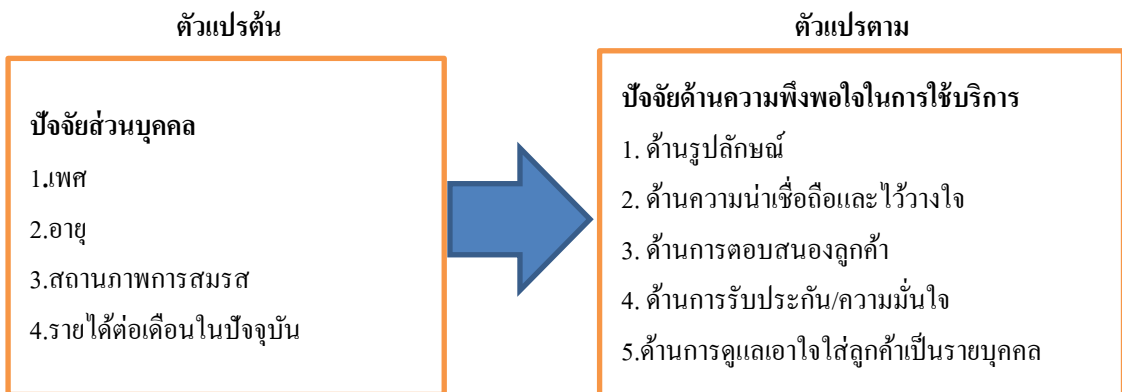 ตัวแปรต้น
ปัจจัยส่วนบุคคล
1.เพศ
2.อายุ
3.สถานภาพการสมรส
4.รายได้ต่อเดือนในปัจจุบัน
ตัวแปรตาม
ปัจจัยด้านความพึงพอใจในการใช้บริการ
1. ด้านรูปลักษณ์
2. ด้านความน่าเชื่อถือและไว้วางใจ
3. ด้านการตอบสนองลูกค้า
4. ด้านการรับประกัน/ความมั่นใจ
5.ด้านการดูแลเอาใจใส่ลูกค้าเป็นรายบุคคล